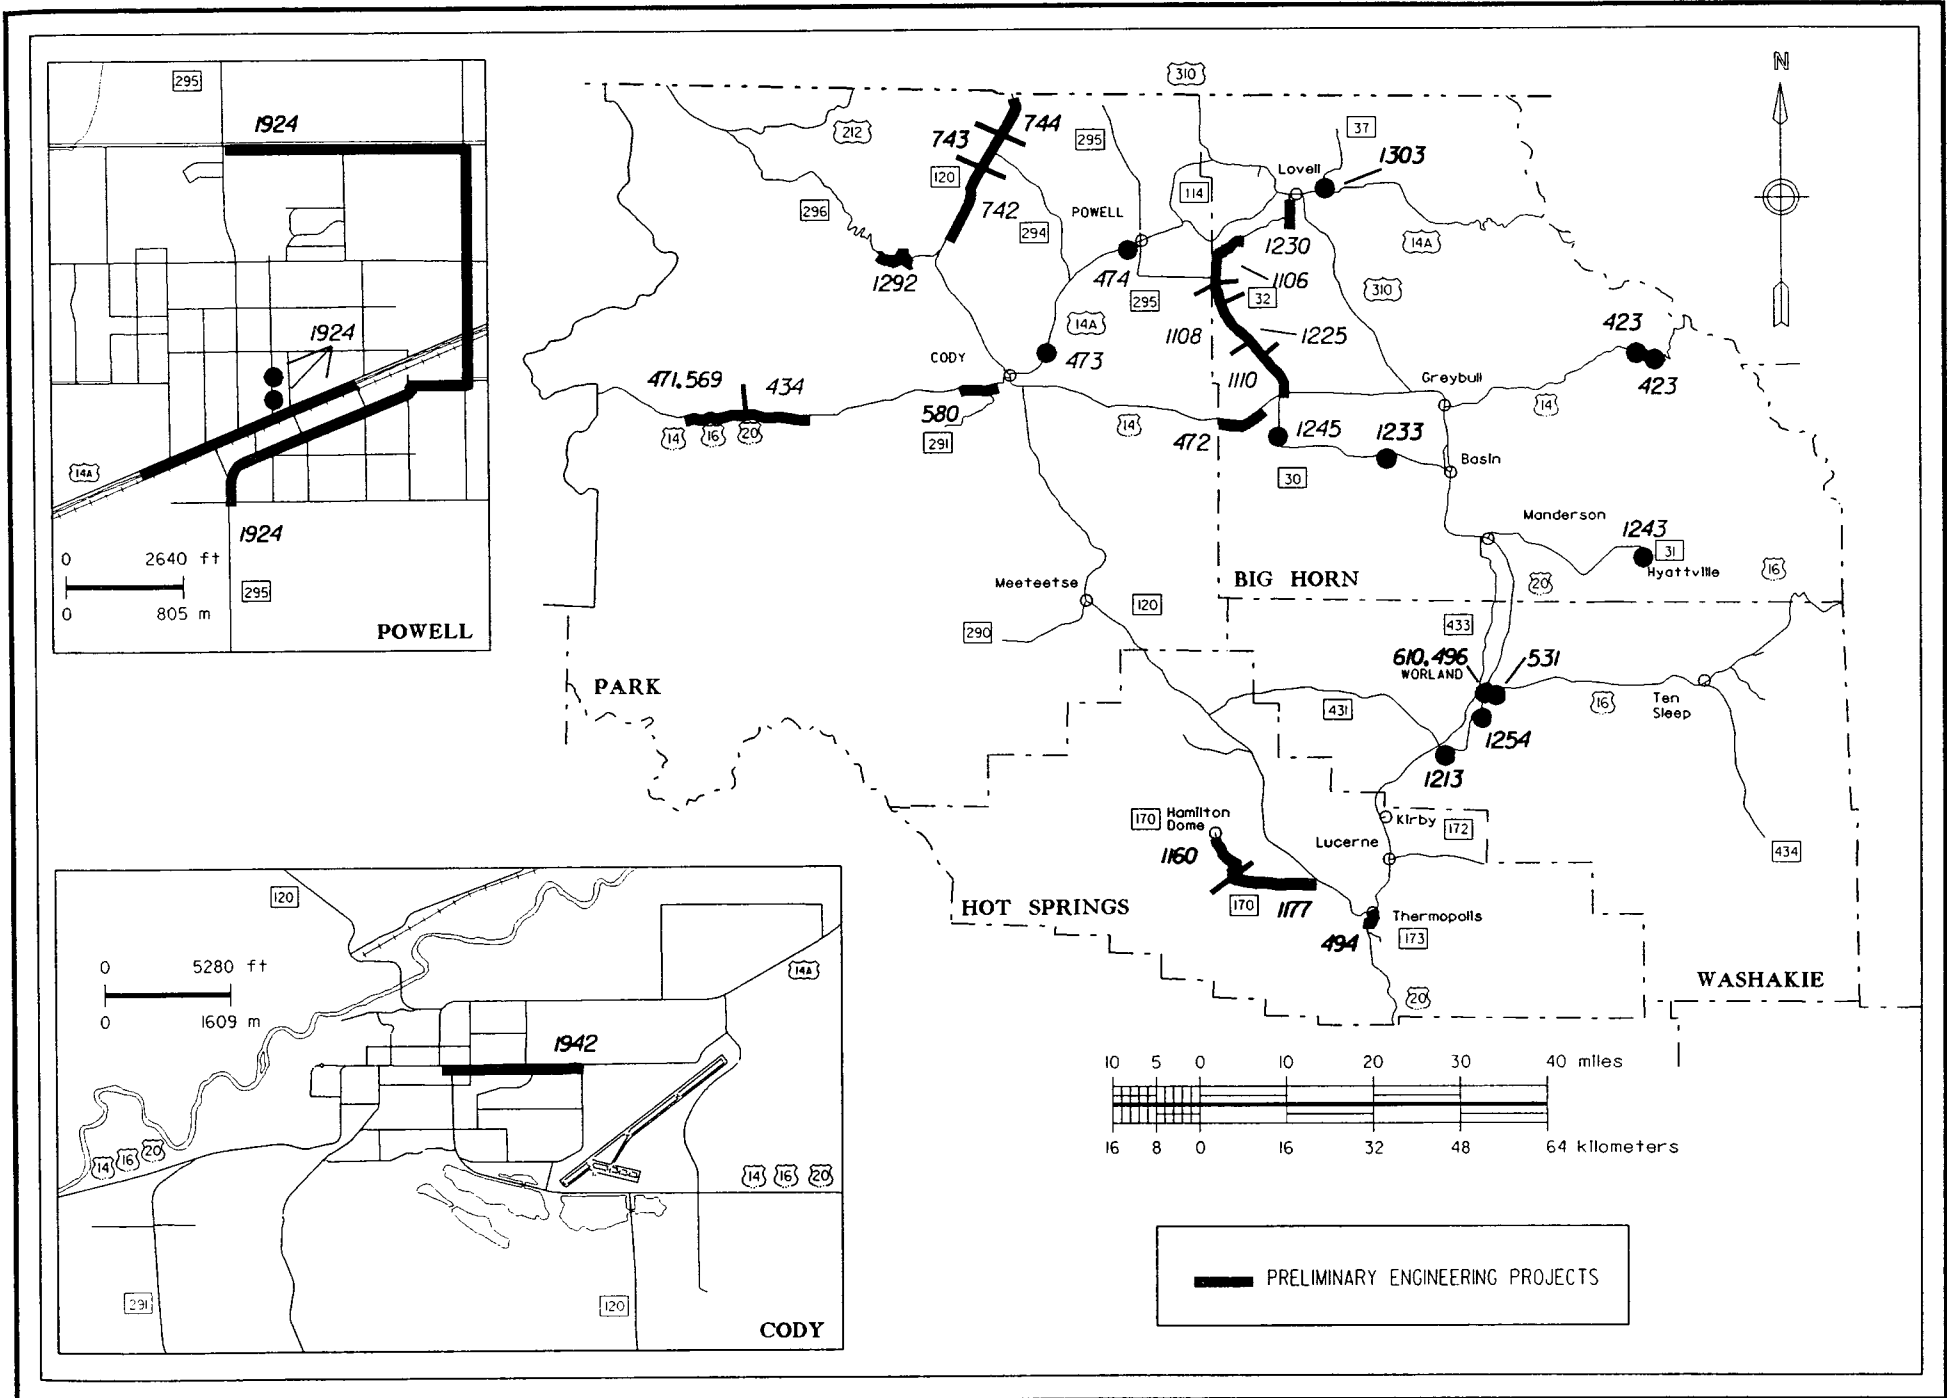 295
1924
1924
14A
1924
0 2640 ft
0 805 m
295
POWELL
310
N
212
743
744
295
37
1303
Lovell
120
296
742
POWELL
114
294
1230
14A
1292
474
1106
295
32
310
14A
1108
1225
423
CODY
473
1110
Greybull
423
471.569
434
580
14
14 16 20
291
14
472
1245
1233
Basin
30
Manderson
1243
31
Hyattville
16
Meeteetse
BIG HORN
20
120
290
433
610.496
531
WORLAND
PARK
431
16
Ten
Sleep
1254
1213
170
Hamilton
Dome
Kirby
172
Lucerne
1160
434
HOT SPRINGS
170
1177
Thermopolis
494
173
WASHAKIE
20
10 5 0 10 20 30 40 miles
16 8 0 16 32 48 64 kilometers
PRELIMINARY ENGINEERING PROJECTS
120
0 5280 ft
0 1609 m
14A
1942
14 16 20
14 16 20
291
120
CODY